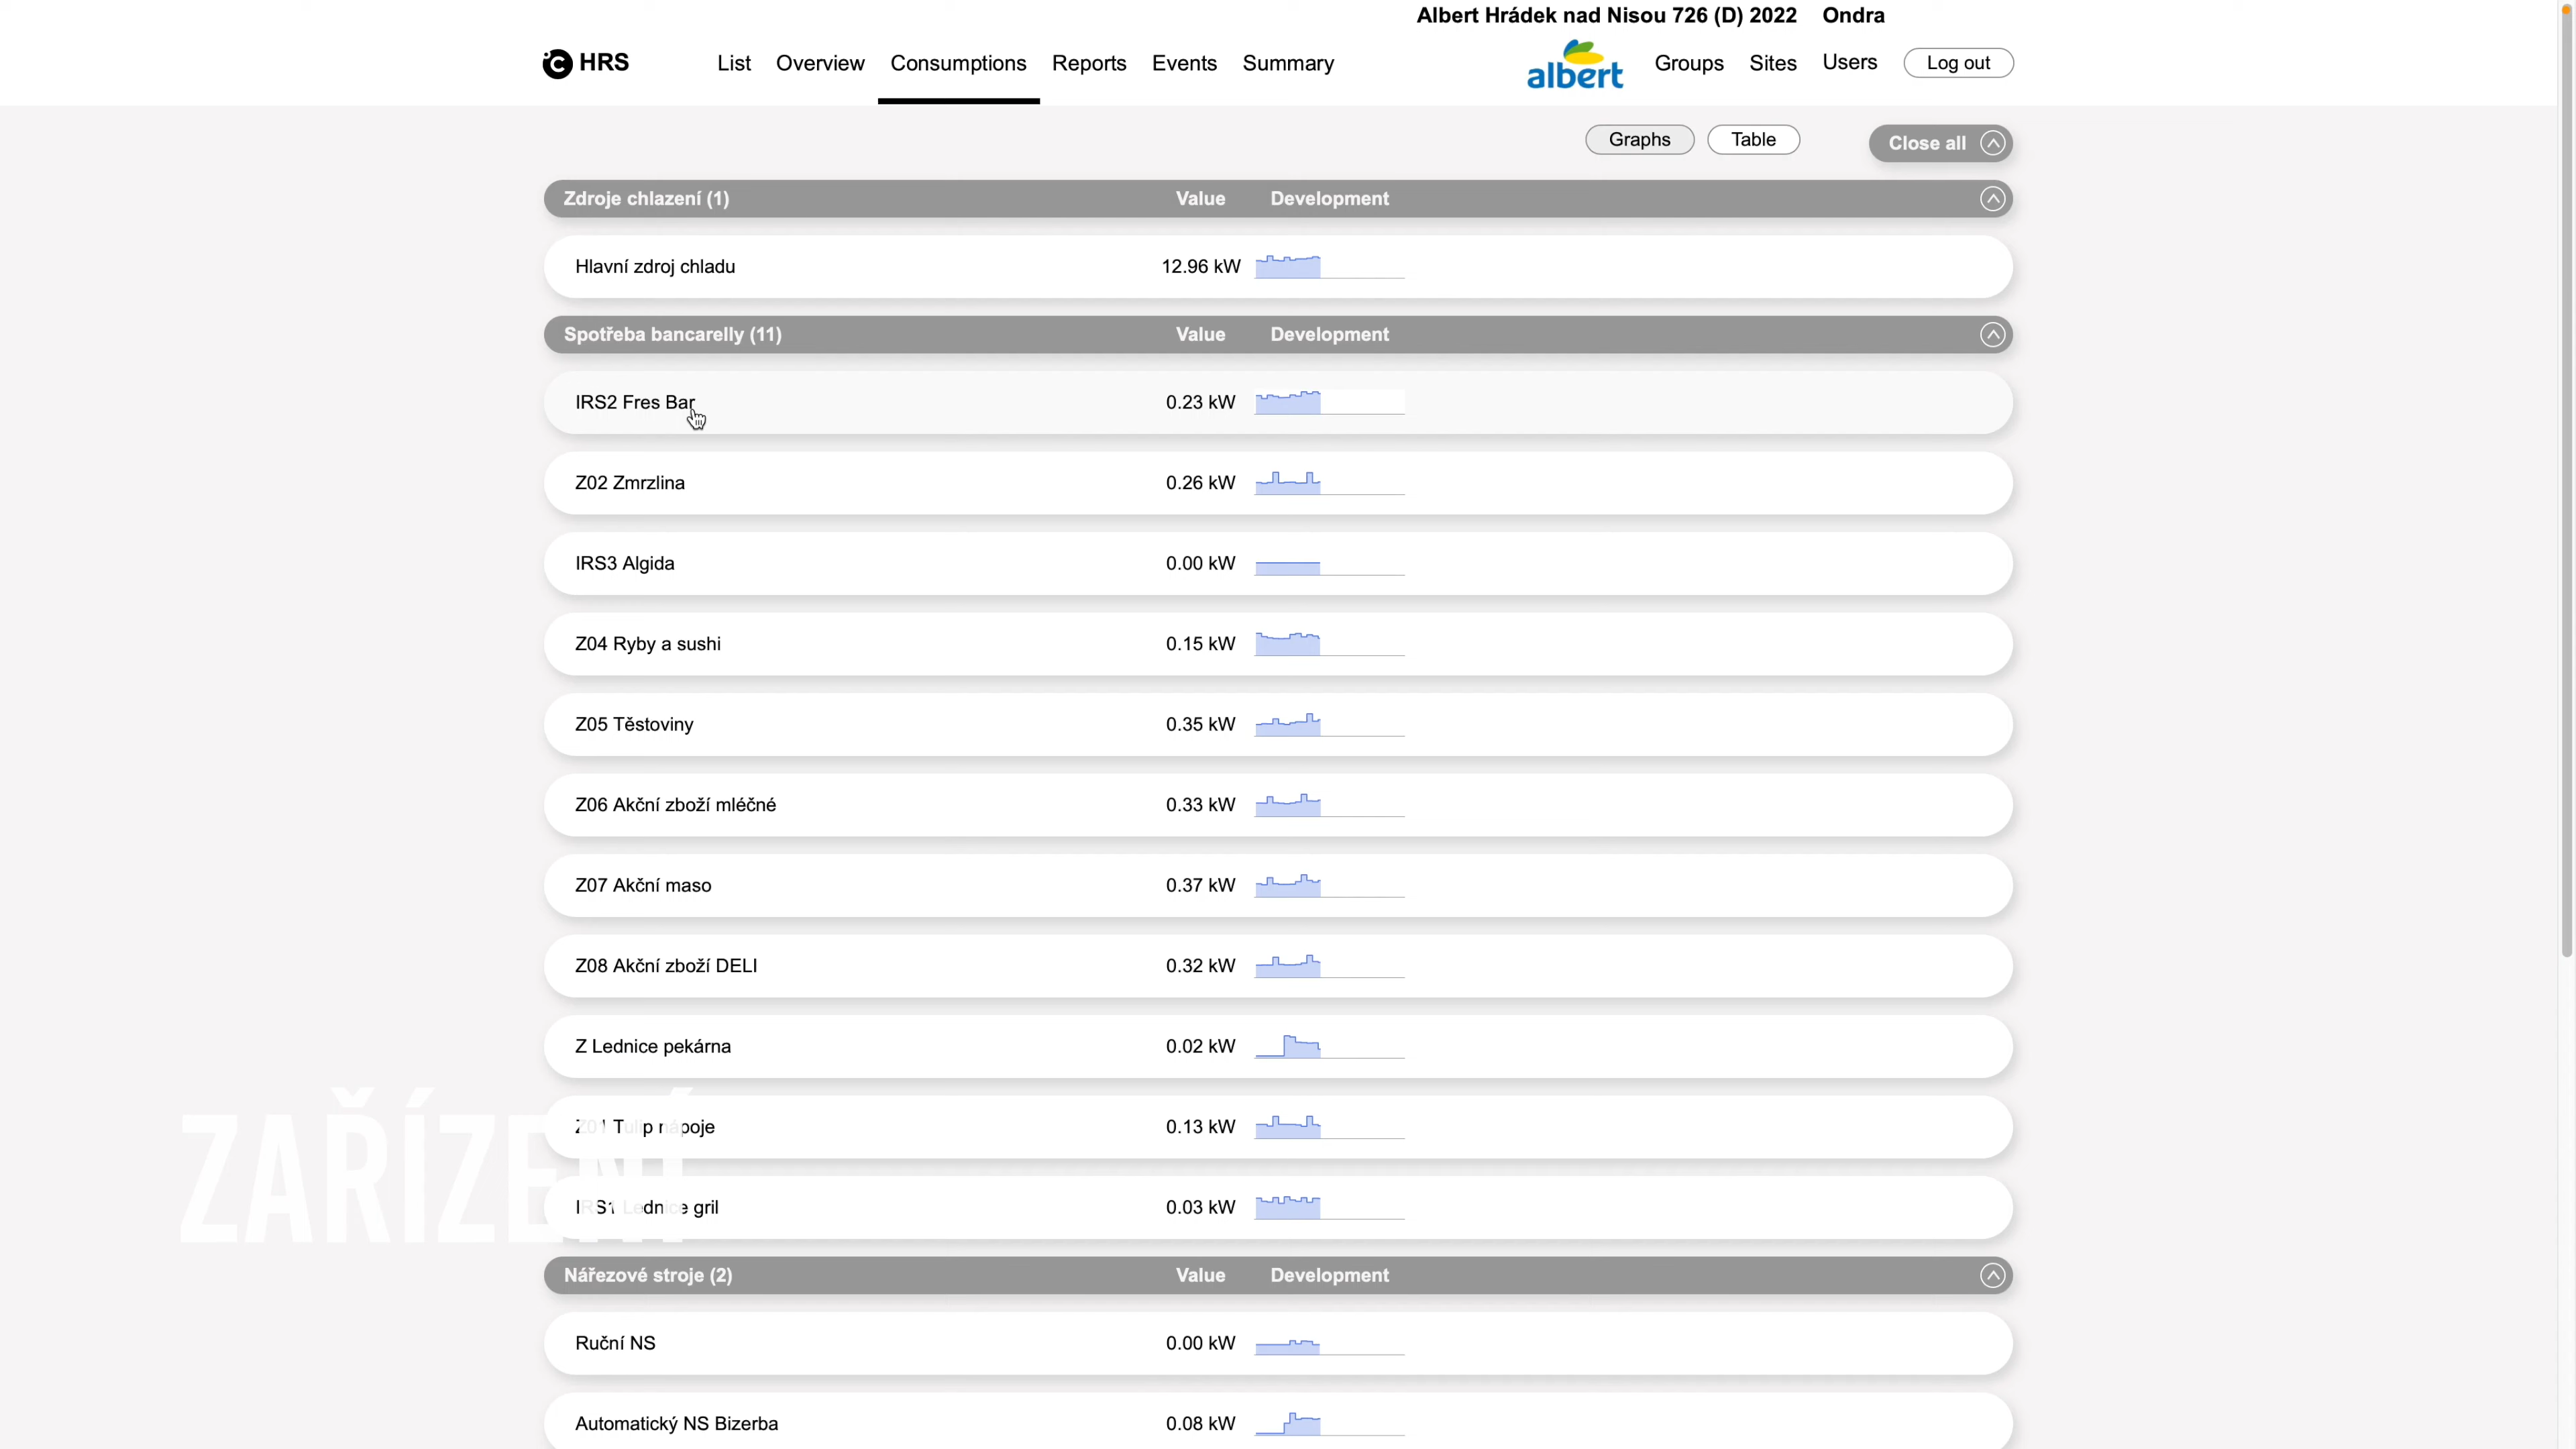 Albert Hrádek nad Nisou 726 (D) 2022 Ondra
HRS List Overview Consumptions Reports Events Summary albert Groups Sites Users Log out
Graphs Table Close all
Zdroje chlazení (1) Value Development
Hlavní zdroj chladu 12.96 kW
Spotřeba bancarelly (11) Value Development
IRS2 Fres Bar 0.23 kW
Z02 Zmrzlina 0.26 kW
IRS3 Algida 0.00 kW
Z04 Ryby a sushi 0.15 kW
Z05 Těstoviny 0.35 kW
Z06 Akční zboží mléčné 0.33 kW
Z07 Akční maso 0.37 kW
Z08 Akční zboží DELI 0.32 kW
Z Lednice pekárna 0.02 kW
Z01 Tulip nápoje 0.13 kW
ZAŘÍZENÍ
IRS1 Lednice gril 0.03 kW
Nářezové stroje (2) Value Development
Ruční NS 0.00 kW
Automatický NS Bizerba 0.08 kW